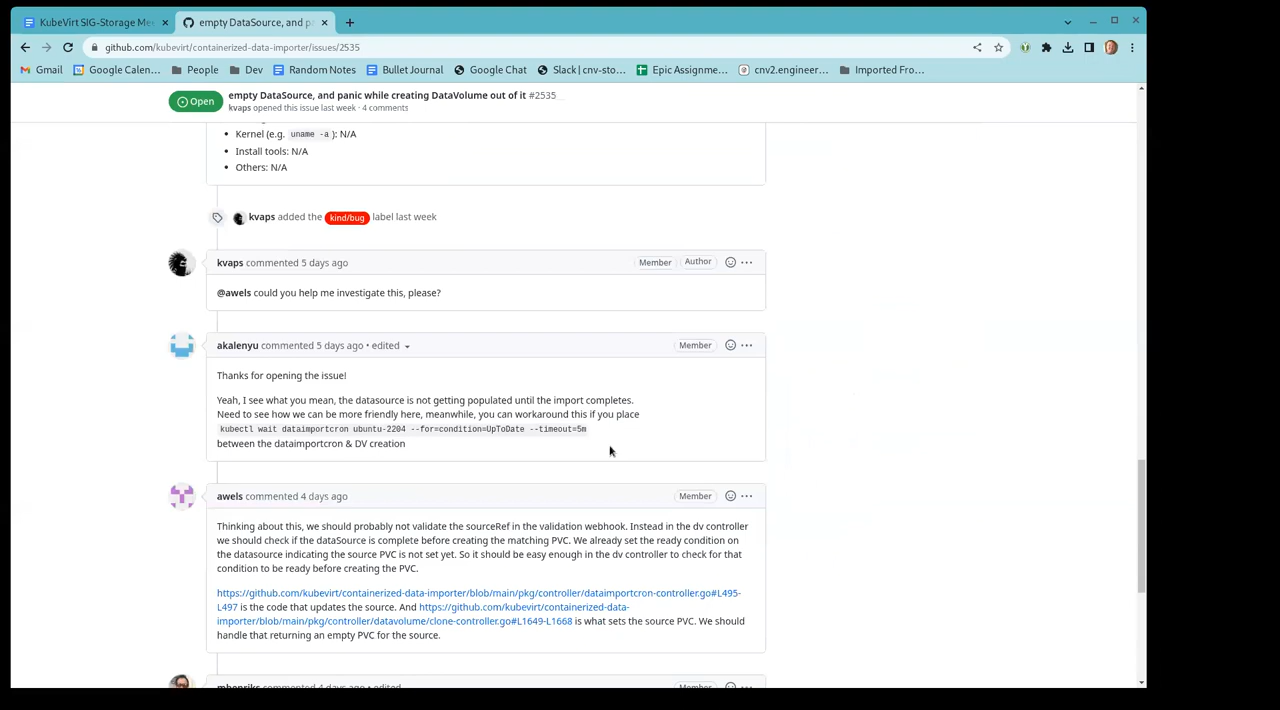 KubeVirt SIG-Storage Me
empty DataSource, and p
github.com/kubevirt/containerized-data-importer/issues/2535
Gmail
Google Calen...
People
Dev
Random Notes
Bullet Journal
Google Chat
Slack | cnv-sto...
Epic Assignme...
cnv2.engineer...
Imported Fro...
Open
empty DataSource, and panic while creating DataVolume out of it #2535
kvaps opened this issue last week · 4 comments
Kernel (e.g. uname -a ): N/A
Install tools: N/A
Others: N/A
kvaps added the kind/bug label last week
kvaps commented 5 days ago
Member
Author
@awels could you help me investigate this, please?
akalenyu commented 5 days ago • edited
Member
Thanks for opening the issue!
Yeah, I see what you mean, the datasource is not getting populated until the import completes.
Need to see how we can be more friendly here, meanwhile, you can workaround this if you place
kubectl wait dataimportcron ubuntu-2204 --for=condition=UpToDate --timeout=5m
between the dataimportcron & DV creation
awels commented 4 days ago
Member
Thinking about this, we should probably not validate the sourceRef in the validation webhook. Instead in the dv controller
we should check if the dataSource is complete before creating the matching PVC. We already set the ready condition on
the datasource indicating the source PVC is not set yet. So it should be easy enough in the dv controller to check for that
condition to be ready before creating the PVC.
https://github.com/kubevirt/containerized-data-importer/blob/main/pkg/controller/dataimportcron-controller.go#L495-
L497 is the code that updates the source. And https://github.com/kubevirt/containerized-data-
importer/blob/main/pkg/controller/datavolume/clone-controller.go#L1649-L1668 is what sets the source PVC. We should
handle that returning an empty PVC for the source.
mhenriks commented 4 days ago · edited
Member